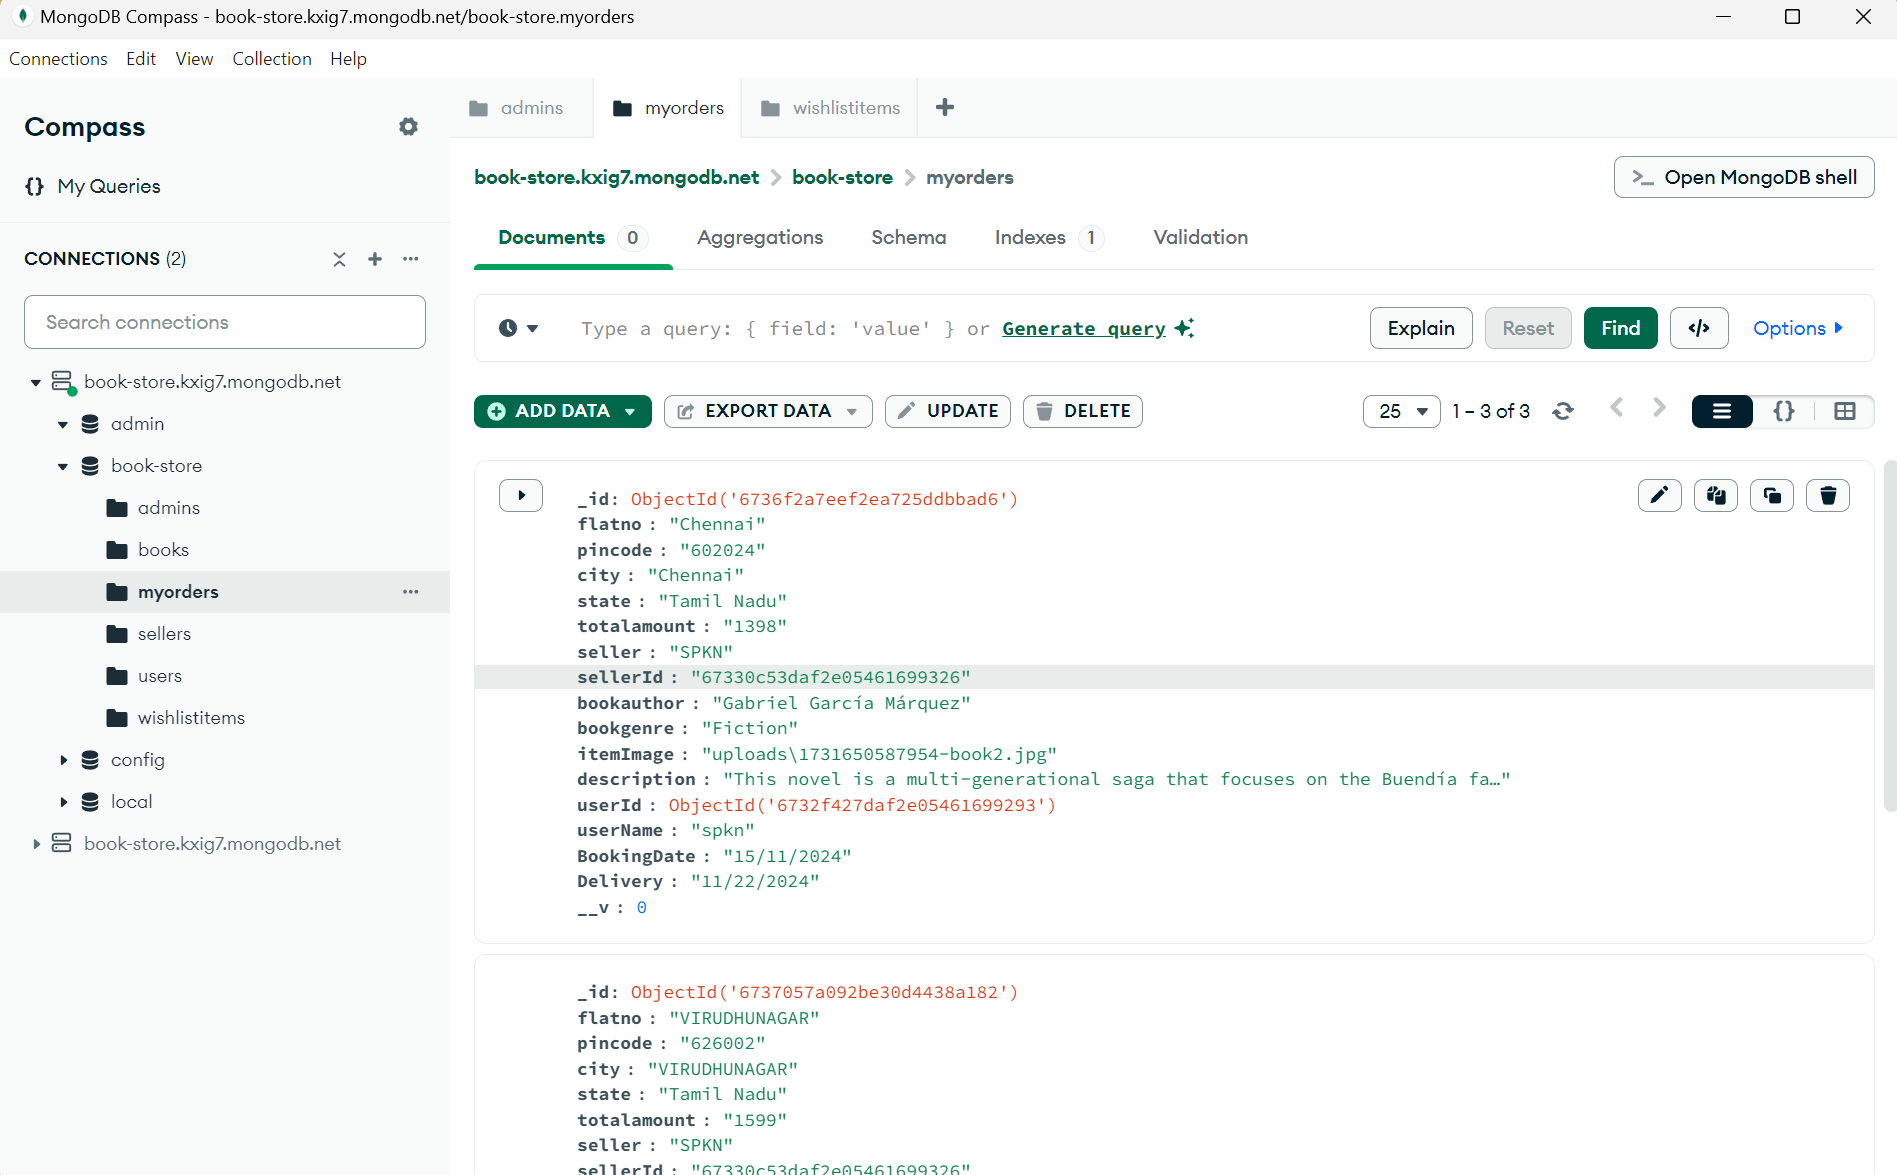 MongoDB Compass - book-store.kxig7.mongodb.net/book-store.myorders
Connections Edit View Collection Help
Compass
{} My Queries
CONNECTIONS (2)
Search connections
book-store.kxig7.mongodb.net
admin
book-store
admins
books
myorders
sellers
users
wishlistitems
config
local
book-store.kxig7.mongodb.net
admins myorders wishlistitems
book-store.kxig7.mongodb.net > book-store > myorders
>_ Open MongoDB shell
Documents 0 Aggregations Schema Indexes 1 Validation
Type a query: { field: 'value' } or Generate query
Explain Reset Find </> Options
ADD DATA EXPORT DATA UPDATE DELETE
25 1 – 3 of 3 {}
_id: ObjectId('6736f2a7eef2ea725ddbbad6')
flatno : "Chennai"
pincode : "602024"
city : "Chennai"
state : "Tamil Nadu"
totalamount : "1398"
seller : "SPKN"
sellerId : "67330c53daf2e05461699326"
bookauthor : "Gabriel García Márquez"
bookgenre : "Fiction"
itemImage : "uploads\1731650587954-book2.jpg"
description : "This novel is a multi-generational saga that focuses on the Buendía fa…"
userId : ObjectId('6732f427daf2e05461699293')
userName : "spkn"
BookingDate : "15/11/2024"
Delivery : "11/22/2024"
__v : 0
_id: ObjectId('6737057a092be30d4438a182')
flatno : "VIRUDHUNAGAR"
pincode : "626002"
city : "VIRUDHUNAGAR"
state : "Tamil Nadu"
totalamount : "1599"
seller : "SPKN"
sellerId : "67330c53daf2e05461699326"